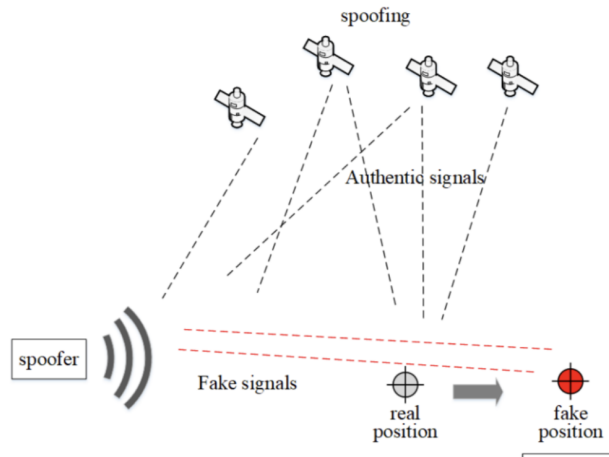 spoofing
Authentic signals
spoofer
Fake signals
real
position
fake
position